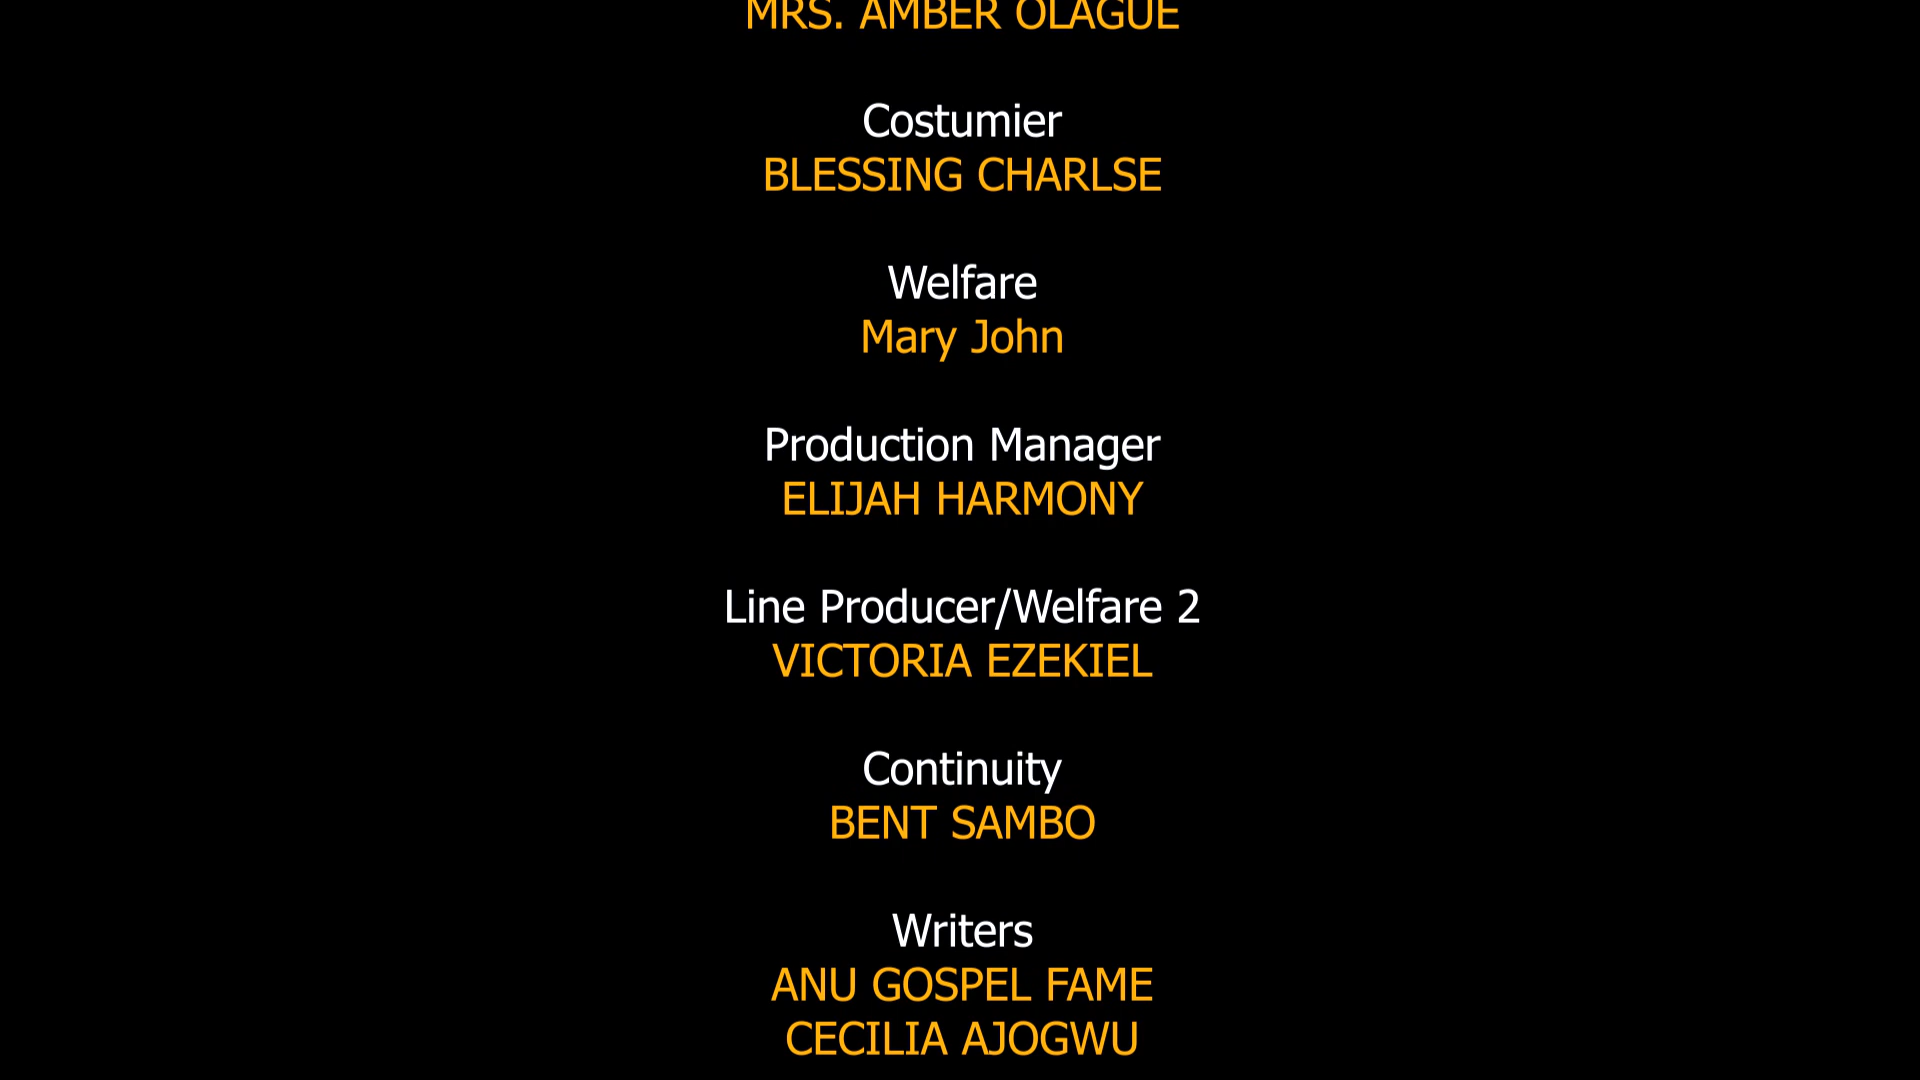 MRS. AMBER OLAGUE
Costumier
BLESSING CHARLSE
Welfare
Mary John
Production Manager
ELIJAH HARMONY
Line Producer/Welfare 2
VICTORIA EZEKIEL
Continuity
BENT SAMBO
Writers
ANU GOSPEL FAME
CECILIA AJOGWU